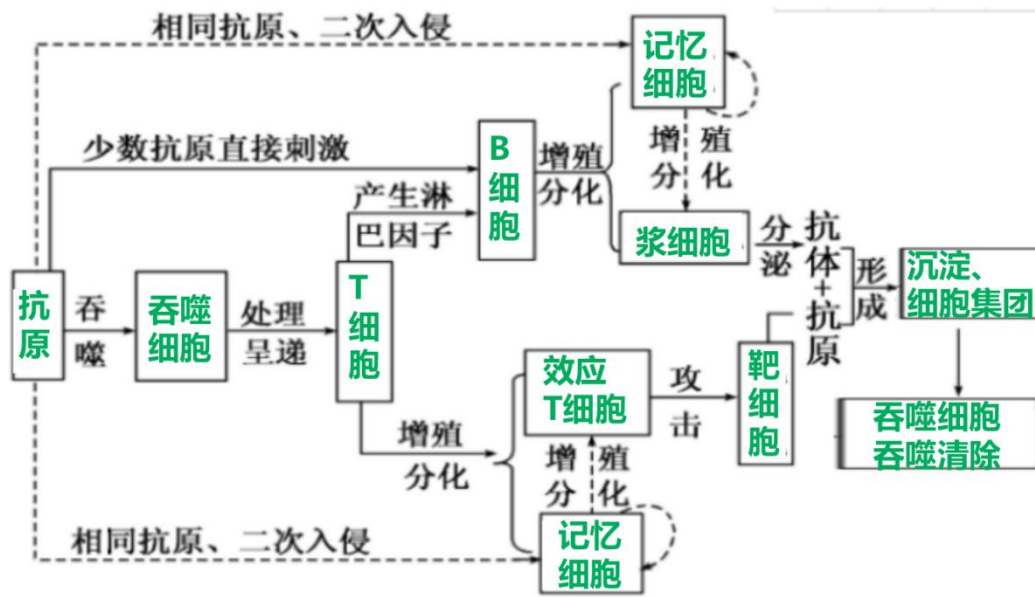 相同抗原、二次入侵
记忆
细胞
少数抗原直接刺激
B
细
胞
增殖
分化
增 殖
分 化
产生淋
巴因子
浆细胞
分
泌
抗
体
+
抗
原
形
成
沉淀、
细胞集团
抗
原
吞
噬
吞噬
细胞
处理
呈递
T
细
胞
效应
T细胞
攻
击
靶
细
胞
吞噬细胞
吞噬清除
增殖
分化
增 殖
分 化
相同抗原、二次入侵
记忆
细胞